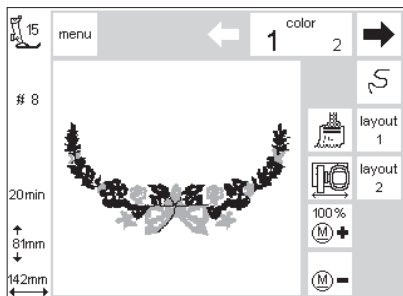 15
menu
color
1 2
# 8
layout
1
layout
2
20min
81mm
142mm
100%
M +
M -